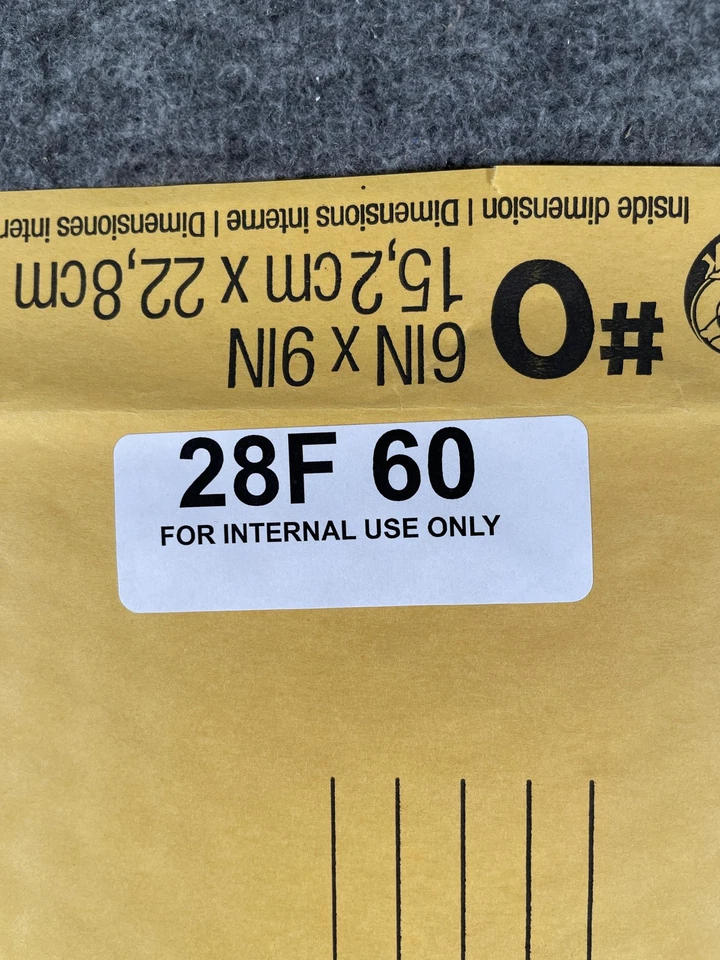 Inside dimension | Dimensions interne | Dimensiones inter
15,2cm x 22,8cm
6IN x 9IN
#0
28F 60
FOR INTERNAL USE ONLY